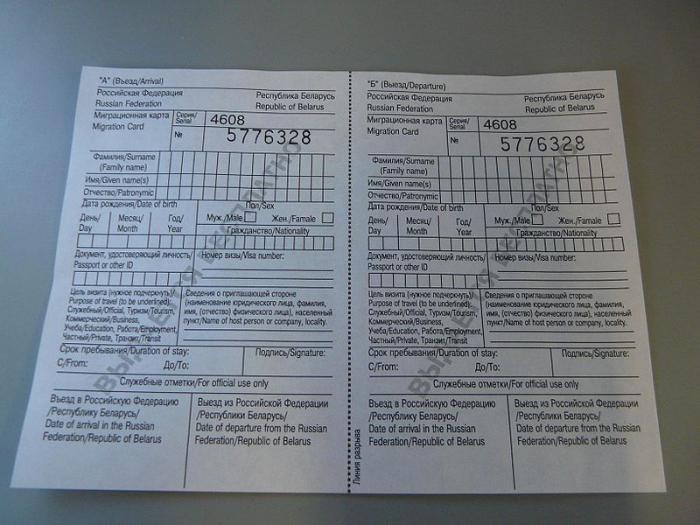 "А" (Въезд/Arrival)
Российская Федерация Республика Беларусь
Russian Federation Republic of Belarus
Миграционная карта Серия/ 4608
Migration Card Serial
№ 5776328
Фамилия/Surname
(Family name)
Имя/Given name(s)
Отчество/Patronymic
Дата рождения/Date of birth Пол/Sex
День/ Месяц/ Год/ Муж./Male Жен./Famale
Day Month Year Гражданство/Nationality
Документ, удостоверяющий личность/ Номер визы/Visa number:
Passport or other ID
Цель визита (нужное подчеркнуть)/ Сведения о приглашающей стороне
Purpose of travel (to be underlined): (наименование юридического лица, фамилия,
Служебный/Official, Туризм/Tourism, имя, (отчество) физического лица), населенный
Коммерческий/Business, пункт/Name of host person or company, locality.
Учеба/Education, Работа/Employment,
Частный/Private, Транзит/Transit
Срок пребывания/Duration of stay: Подпись/Signature:
С/From: До/To:
Служебные отметки/For official use only
Въезд в Российскую Федерацию Выезд из Российской Федерации
/Республику Беларусь/ /Республики Беларусь/
Date of arrival in the Russian Date of departure from the Russian
Federation/Republic of Belarus Federation/Republic of Belarus
Линия разрыва
"Б" (Выезд/Departure)
Российская Федерация Республика Беларусь
Russian Federation Republic of Belarus
Миграционная карта Серия/ 4608
Migration Card Serial
№ 5776328
Фамилия/Surname
(Family name)
Имя/Given name(s)
Отчество/Patronymic
Дата рождения/Date of birth Пол/Sex
День/ Месяц/ Год/ Муж./Male Жен./Famale
Day Month Year Гражданство/Nationality
Документ, удостоверяющий личность/ Номер визы/Visa number:
Passport or other ID
Цель визита (нужное подчеркнуть)/ Сведения о приглашающей стороне
Purpose of travel (to be underlined): (наименование юридического лица, фамилия,
Служебный/Official, Туризм/Tourism, имя, (отчество) физического лица), населенный
Коммерческий/Business, пункт/Name of host person or company, locality.
Учеба/Education, Работа/Employment,
Частный/Private, Транзит/Transit
Срок пребывания/Duration of stay: Подпись/Signature:
С/From: До/To:
Служебные отметки/For official use only
Въезд в Российскую Федерацию Выезд из Российской Федерации
/Республику Беларусь/ /Республики Беларусь/
Date of arrival in the Russian Date of departure from the Russian
Federation/Republic of Belarus Federation/Republic of Belarus